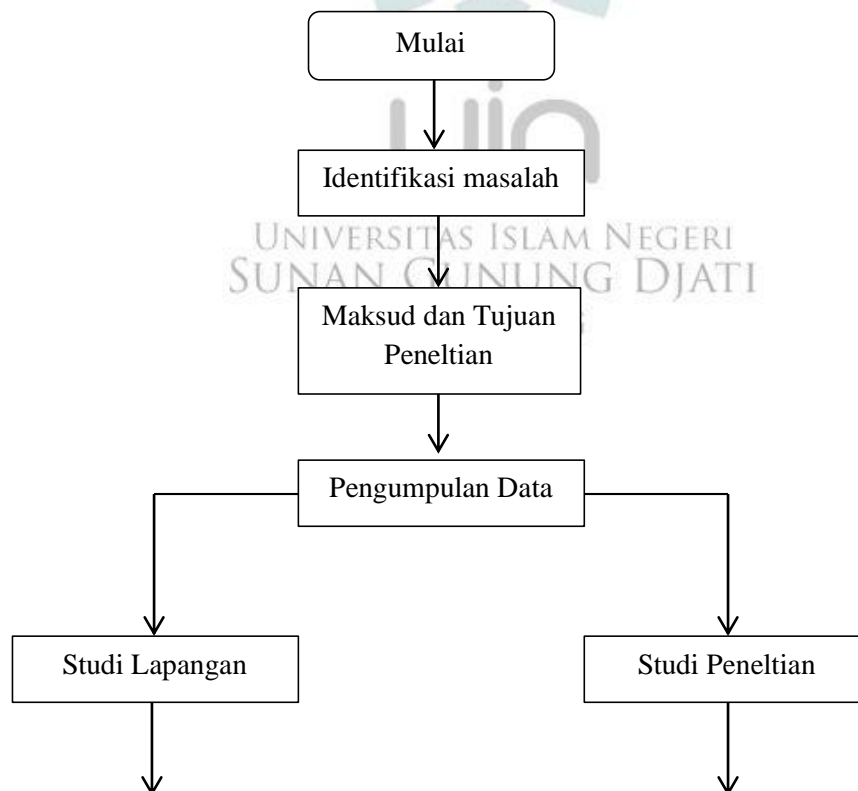 Mulai
uin
Identifikasi masalah
UNIVERSITAS ISLAM NEGERI
SUNAN GUNUNG DJATI
Maksud dan Tujuan
Peneltian
Pengumpulan Data
Studi Lapangan
Studi Peneltian